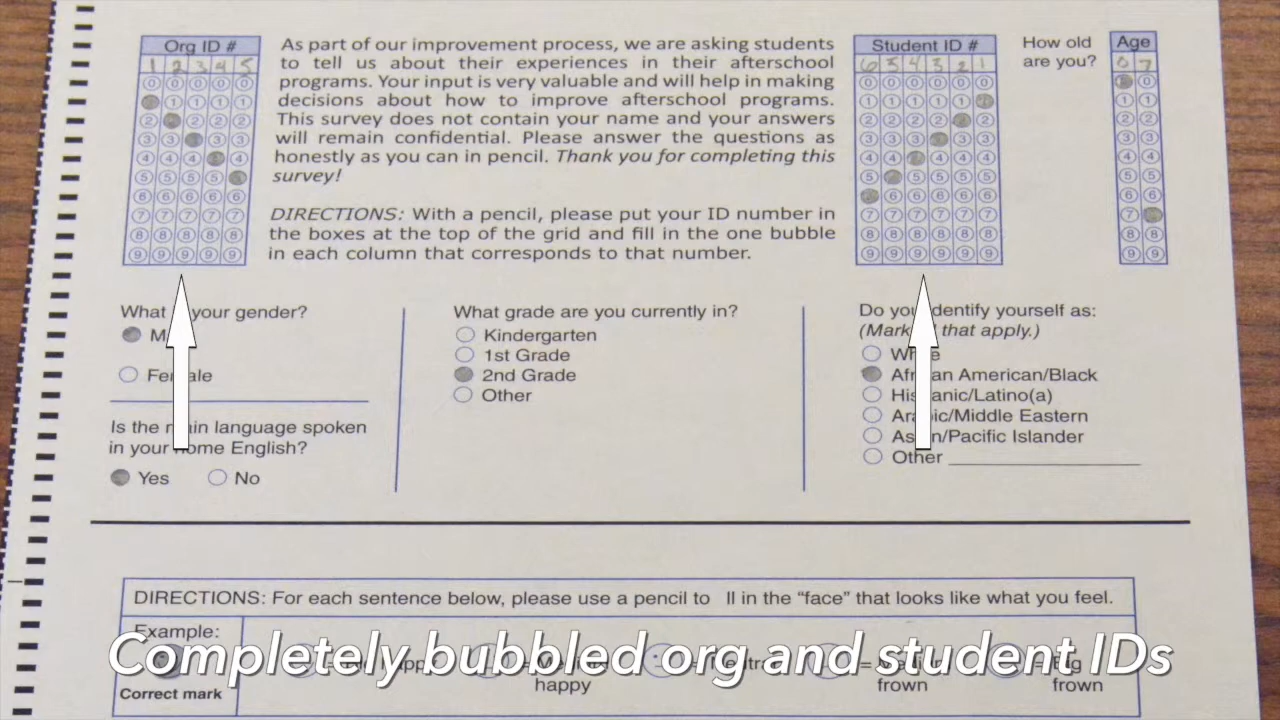 Org ID #
1 2 3 4 5
As part of our improvement process, we are asking students
to tell us about their experiences in their afterschool
programs. Your input is very valuable and will help in making
decisions about how to improve afterschool programs.
This survey does not contain your name and your answers
will remain confidential. Please answer the questions as
honestly as you can in pencil. Thank you for completing this
survey!
DIRECTIONS: With a pencil, please put your ID number in
the boxes at the top of the grid and fill in the one bubble
in each column that corresponds to that number.
Student ID #
6 5 4 3 2 1
How old
are you?
Age
0 7
What your gender?
Female
Is the main language spoken
in your home English?
Yes No
What grade are you currently in?
Kindergarten
1st Grade
2nd Grade
Other
Do you identify yourself as:
(Mark that apply.)
White
African American/Black
Hispanic/Latino(a)
Arabic/Middle Eastern
Asian/Pacific Islander
Other
DIRECTIONS: For each sentence below, please use a pencil to ll in the “face” that looks like what you feel.
Example:
Correct mark
happy
frown
frown
Completely bubbled org and student IDs